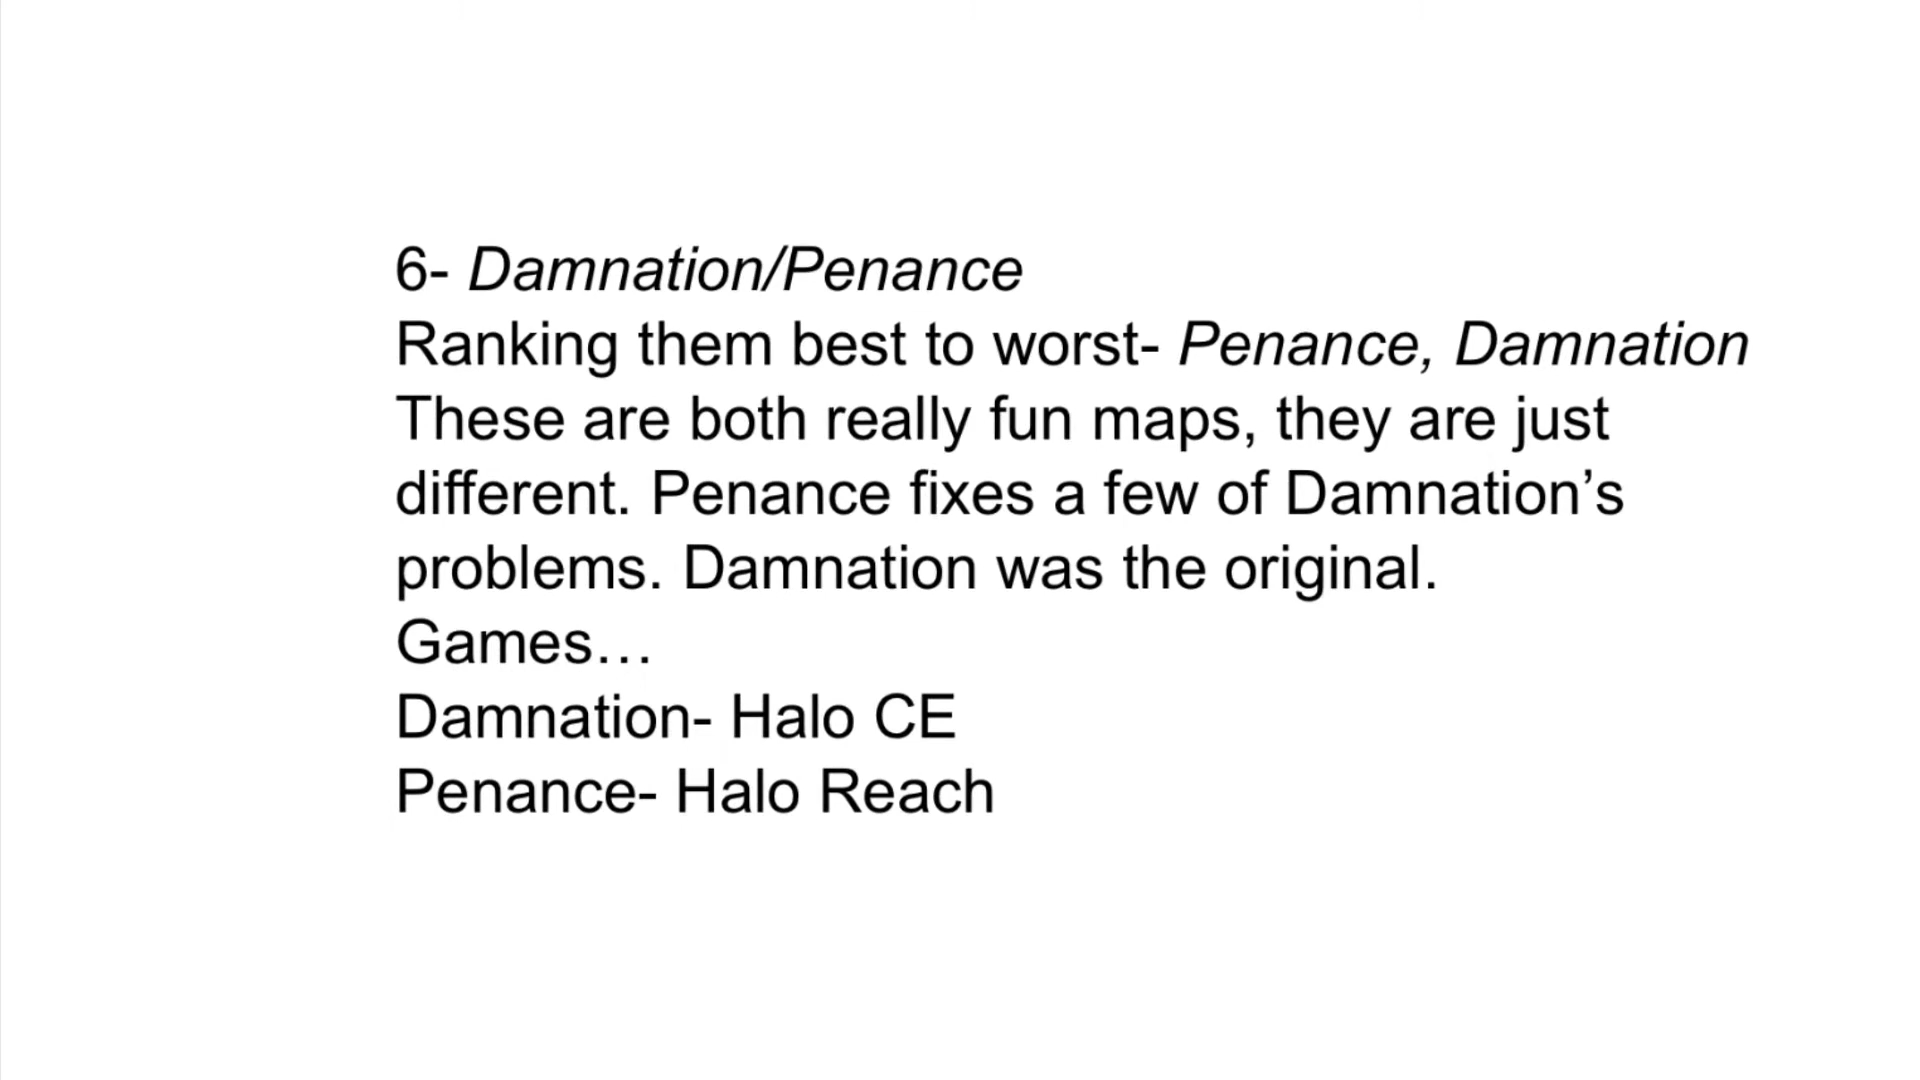 6- Damnation/Penance
Ranking them best to worst- Penance, Damnation
These are both really fun maps, they are just
different. Penance fixes a few of Damnation’s
problems. Damnation was the original.
Games…
Damnation- Halo CE
Penance- Halo Reach